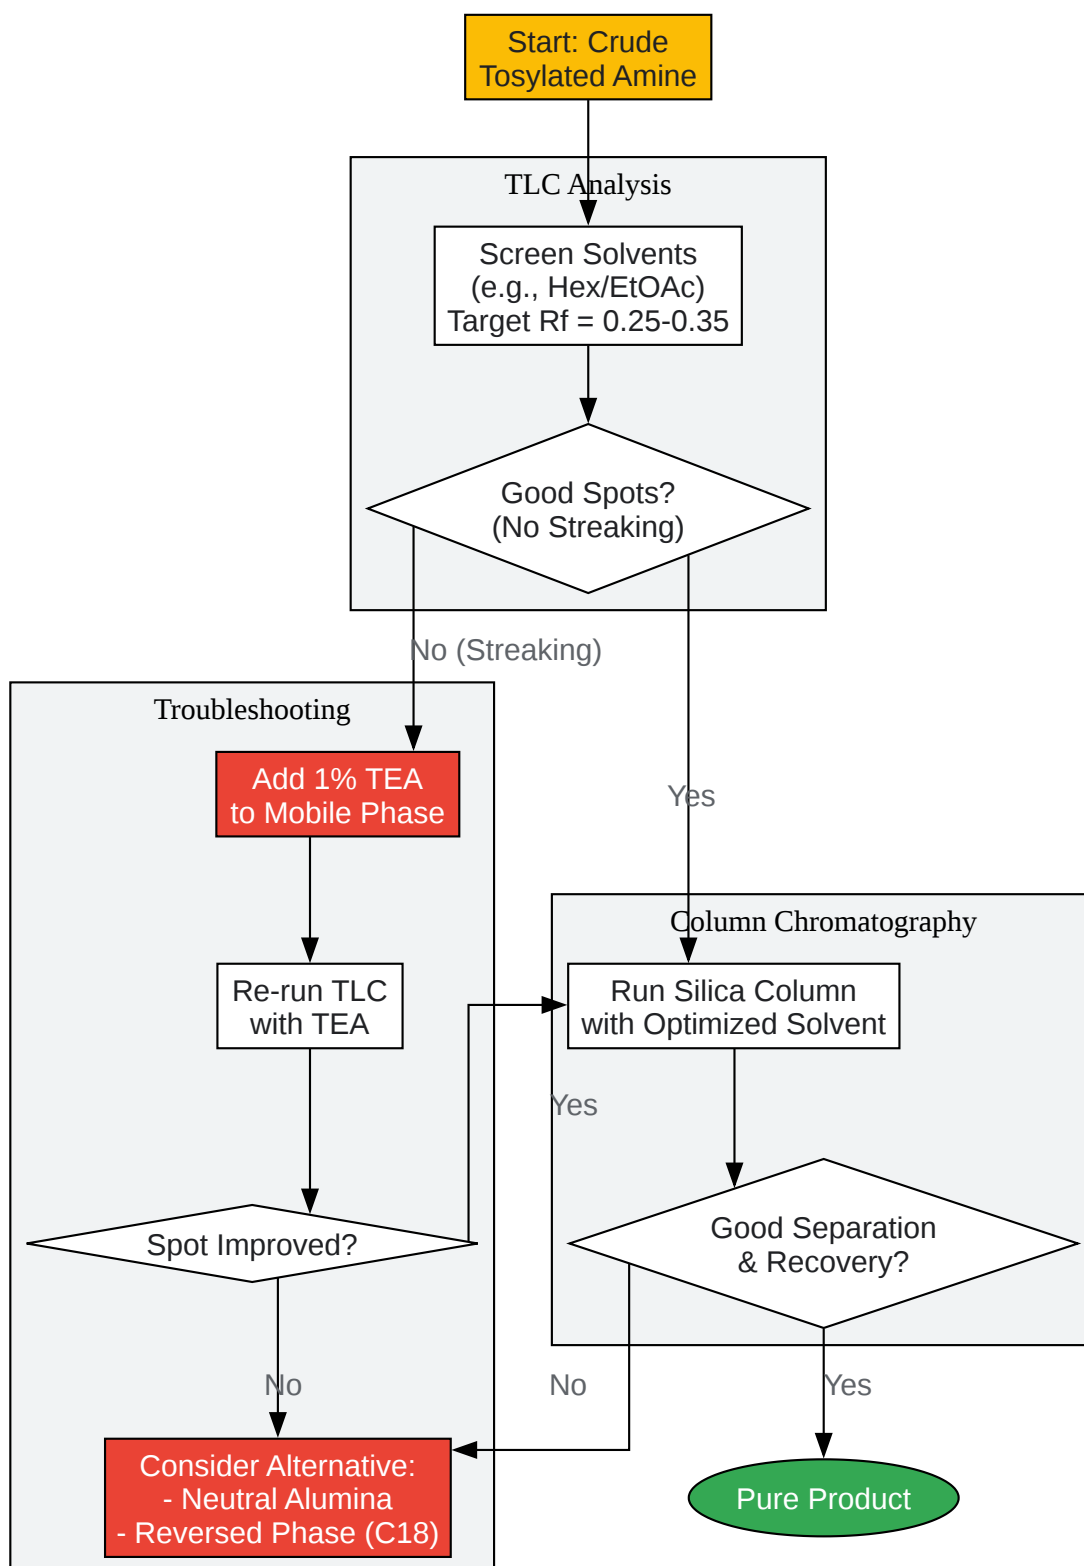 Start: Crude
Tosylated Amine
TLC Analysis
Screen Solvents
(e.g., Hex/EtOAc)
Target Rf = 0.25-0.35
Good Spots?
(No Streaking)
No (Streaking)
Troubleshooting
Add 1% TEA
to Mobile Phase
Yes
Column Chromatography
Re-run TLC
with TEA
Run Silica Column
with Optimized Solvent
Yes
Spot Improved?
Good Separation
& Recovery?
No
No
Yes
Consider Alternative:
- Neutral Alumina
- Reversed Phase (C18)
Pure Product